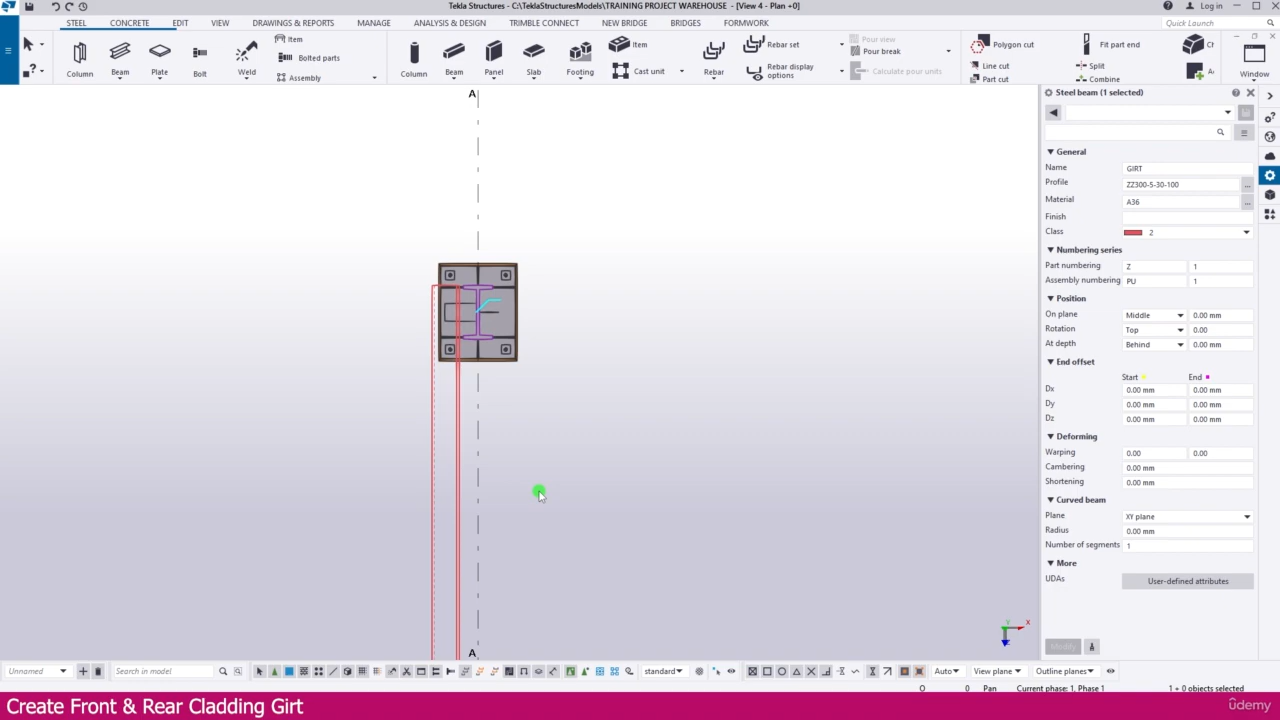 Tekla Structures - C:\TeklaStructuresModels\TRAINING PROJECT WAREHOUSE - [View 4 - Plan +0]
Log in
STEEL CONCRETE EDIT VIEW DRAWINGS & REPORTS MANAGE ANALYSIS & DESIGN TRIMBLE CONNECT NEW BRIDGE BRIDGES FORMWORK
Quick Launch
Column Beam Plate Bolt Weld
Item
Bolted parts
Assembly
Column Beam Panel Slab Footing
Item
Cast unit
Rebar
Rebar set
Rebar display
options
Pour view
Pour break
Calculate pour units
Polygon cut
Line cut
Part cut
Fit part end
Split
Combine
Window
A
A
Steel beam (1 selected)
General
Name GIRT
Profile ZZ300-5-30-100 ...
Material A36 ...
Finish
Class 2
Numbering series
Part numbering Z 1
Assembly numbering PU 1
Position
On plane Middle 0.00 mm
Rotation Top 0.00
At depth Behind 0.00 mm
End offset
Start End
Dx 0.00 mm 0.00 mm
Dy 0.00 mm 0.00 mm
Dz 0.00 mm 0.00 mm
Deforming
Warping 0.00 0.00
Cambering 0.00 mm
Shortening 0.00 mm
Curved beam
Plane XY plane
Radius 0.00 mm
Number of segments 1
More
UDAs User-defined attributes
Modify
Unnamed Search in model standard Auto View plane Outline planes
O 0 Pan Current phase: 1, Phase 1 1 + 0 objects selected
Create Front & Rear Cladding Girt
ûdemy